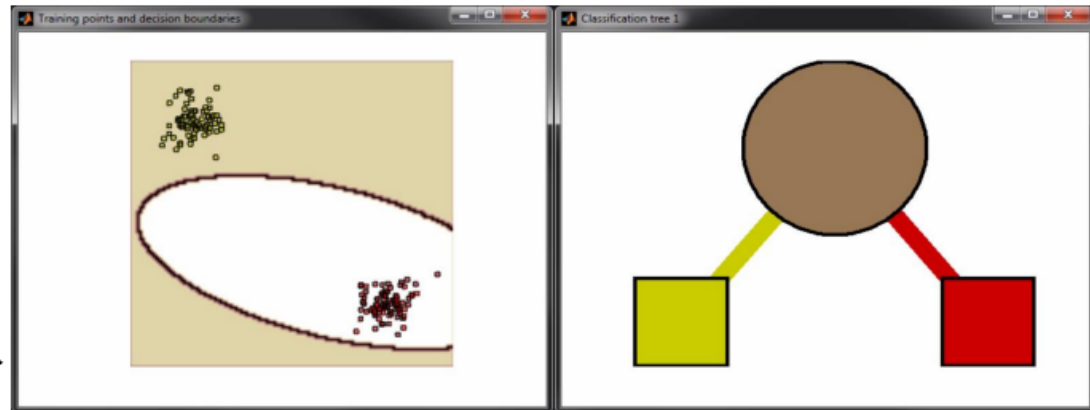 Training points and decision boundaries
Classification tree 1